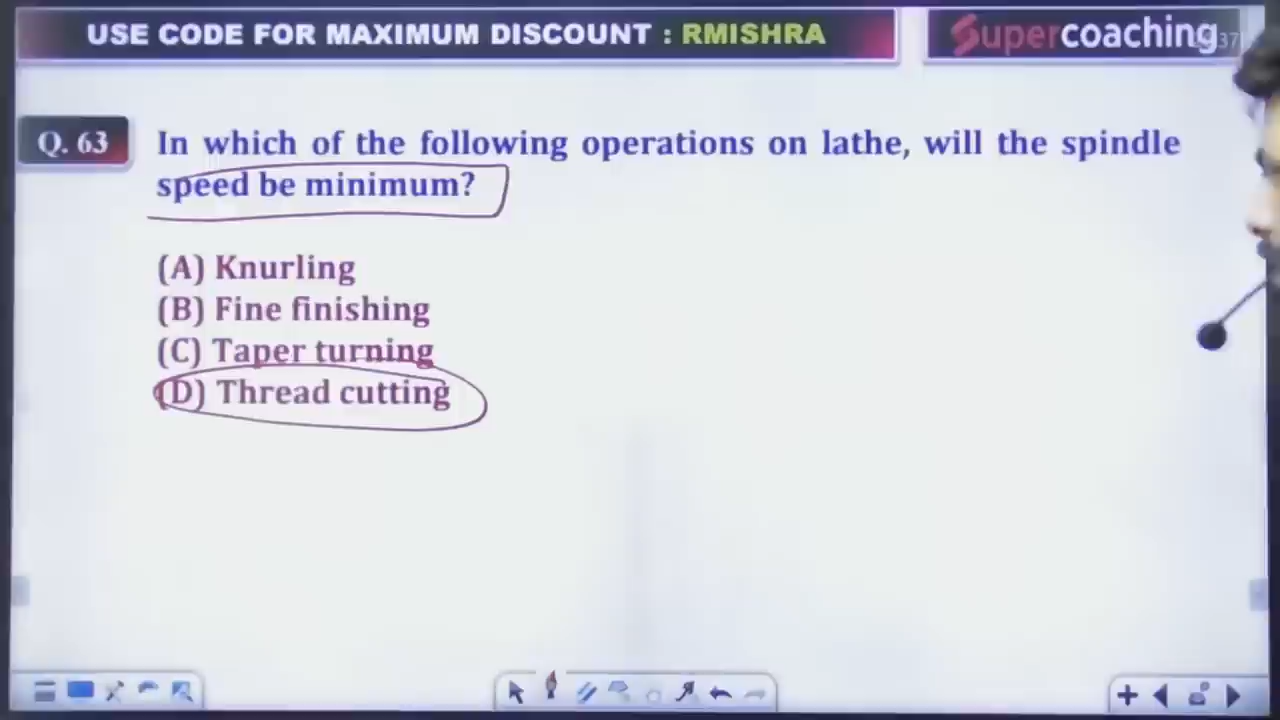 USE CODE FOR MAXIMUM DISCOUNT : RMISHRA
Supercoaching
Q. 63
In which of the following operations on lathe, will the spindle
speed be minimum?
(A) Knurling
(B) Fine finishing
(C) Taper turning
(D) Thread cutting